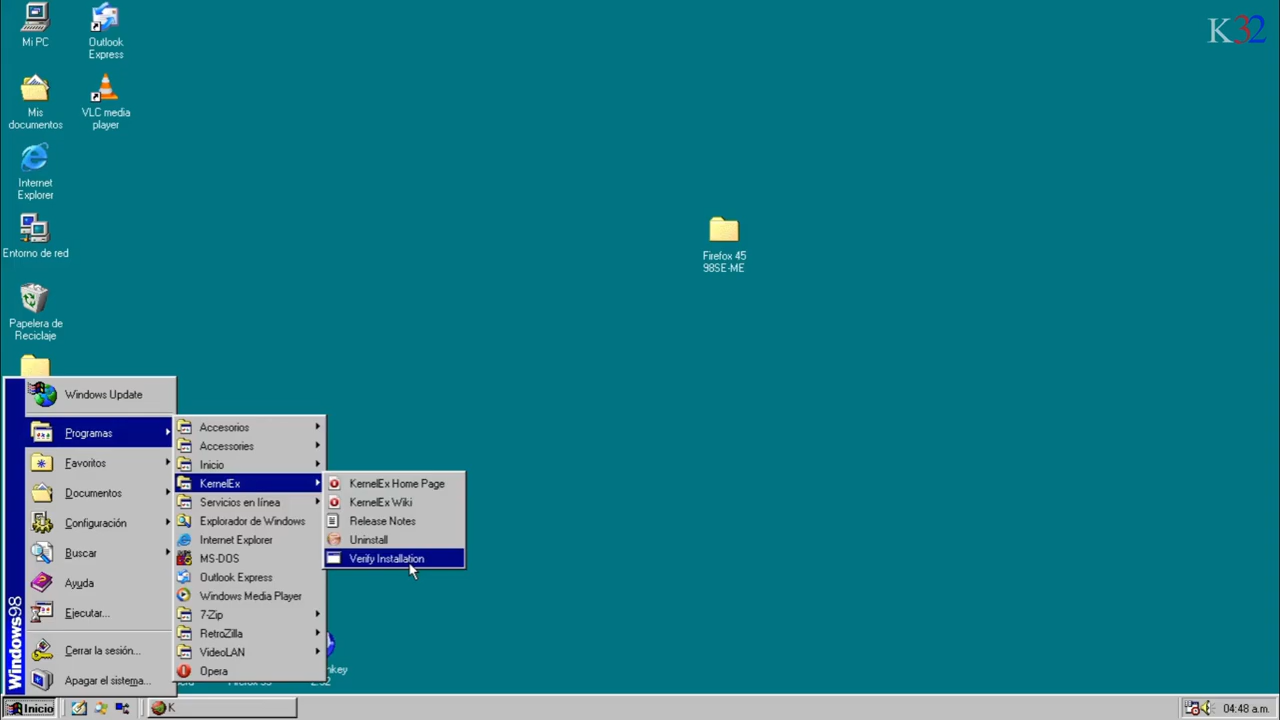 K32
Mi PC
Outlook
Express
Mis
documentos
VLC media
player
Internet
Explorer
Entorno de red
Firefox 45
98SE-ME
Papelera de
Reciclaje
Windows Update
Programas
Favoritos
Documentos
Configuración
Buscar
Ayuda
Ejecutar...
Cerrar la sesión...
Apagar el sistema...
Windows98
Accesorios
Accessories
Inicio
KernelEx
Servicios en línea
Explorador de Windows
Internet Explorer
MS-DOS
Outlook Express
Windows Media Player
7-Zip
RetroZilla
VideoLAN
Opera
KernelEx Home Page
KernelEx Wiki
Release Notes
Uninstall
Verify Installation
Inicio
K
04:48 a.m.